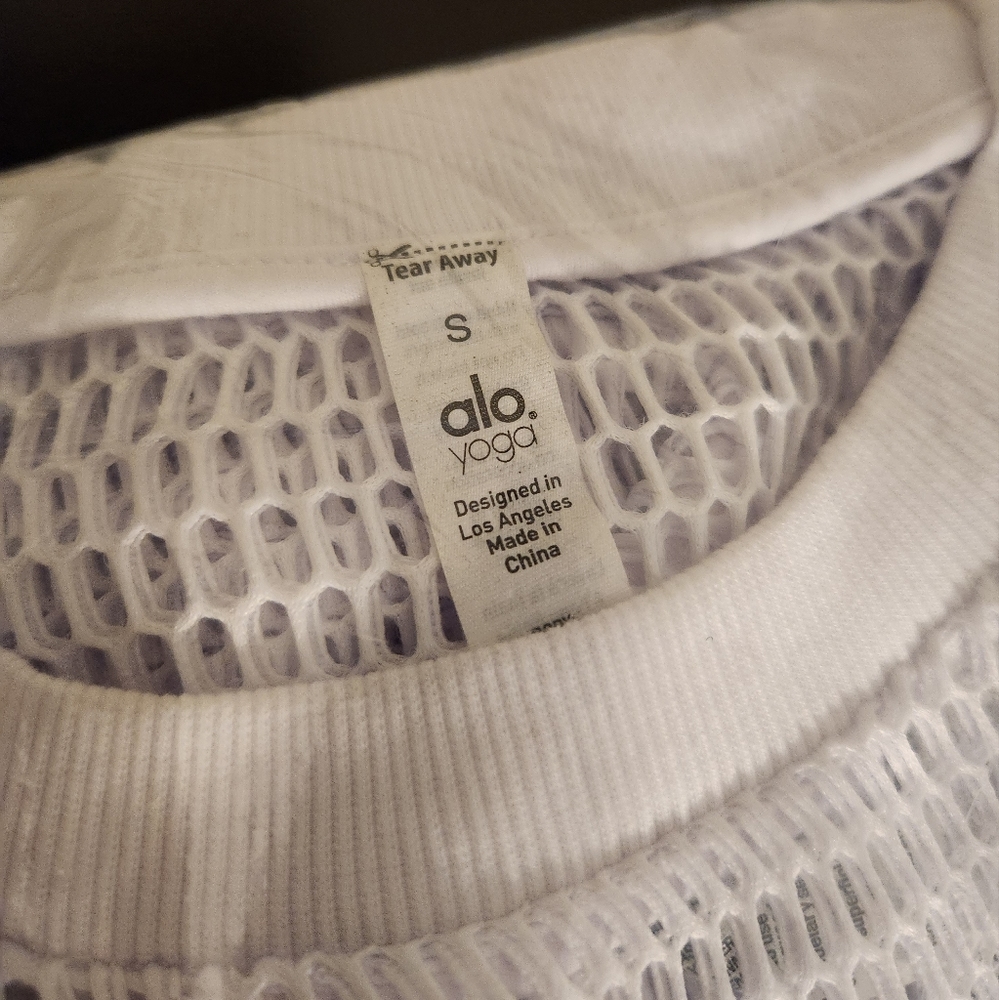 Tear Away
S
alo®
yoga
Designed in
Los Angeles
Made in
China